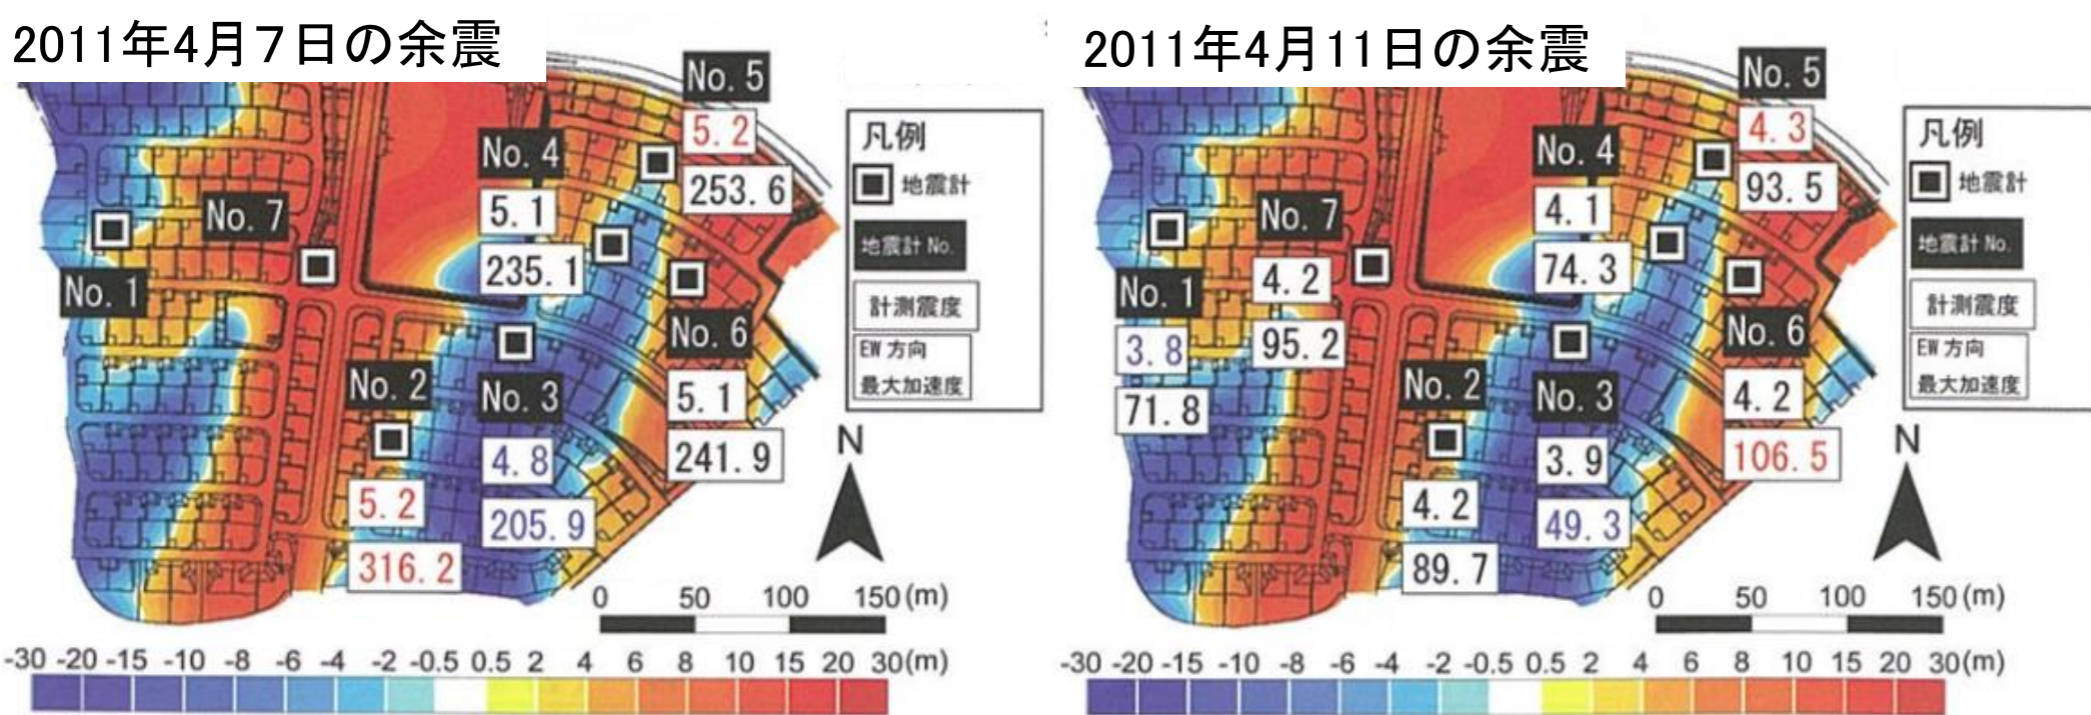 2011年4月7日の余震
No. 5
5.2
253.6
No. 4
5.1
235.1
No. 7
No. 1
No. 6
5.1
241.9
No. 2
5.2
316.2
No. 3
4.8
205.9
凡例
地震計
地震計 No.
計測震度
EW 方向
最大加速度
N
0 50 100 150 (m)
-30 -20 -15 -10 -8 -6 -4 -2 -0.5 0.5 2 4 6 8 10 15 20 30(m)
2011年4月11日の余震
No. 5
4.3
93.5
No. 4
4.1
74.3
No. 7
4.2
95.2
No. 1
3.8
71.8
No. 6
4.2
106.5
No. 2
4.2
89.7
No. 3
3.9
49.3
凡例
地震計
地震計 No.
計測震度
EW 方向
最大加速度
N
0 50 100 150 (m)
-30 -20 -15 -10 -8 -6 -4 -2 -0.5 0.5 2 4 6 8 10 15 20 30(m)